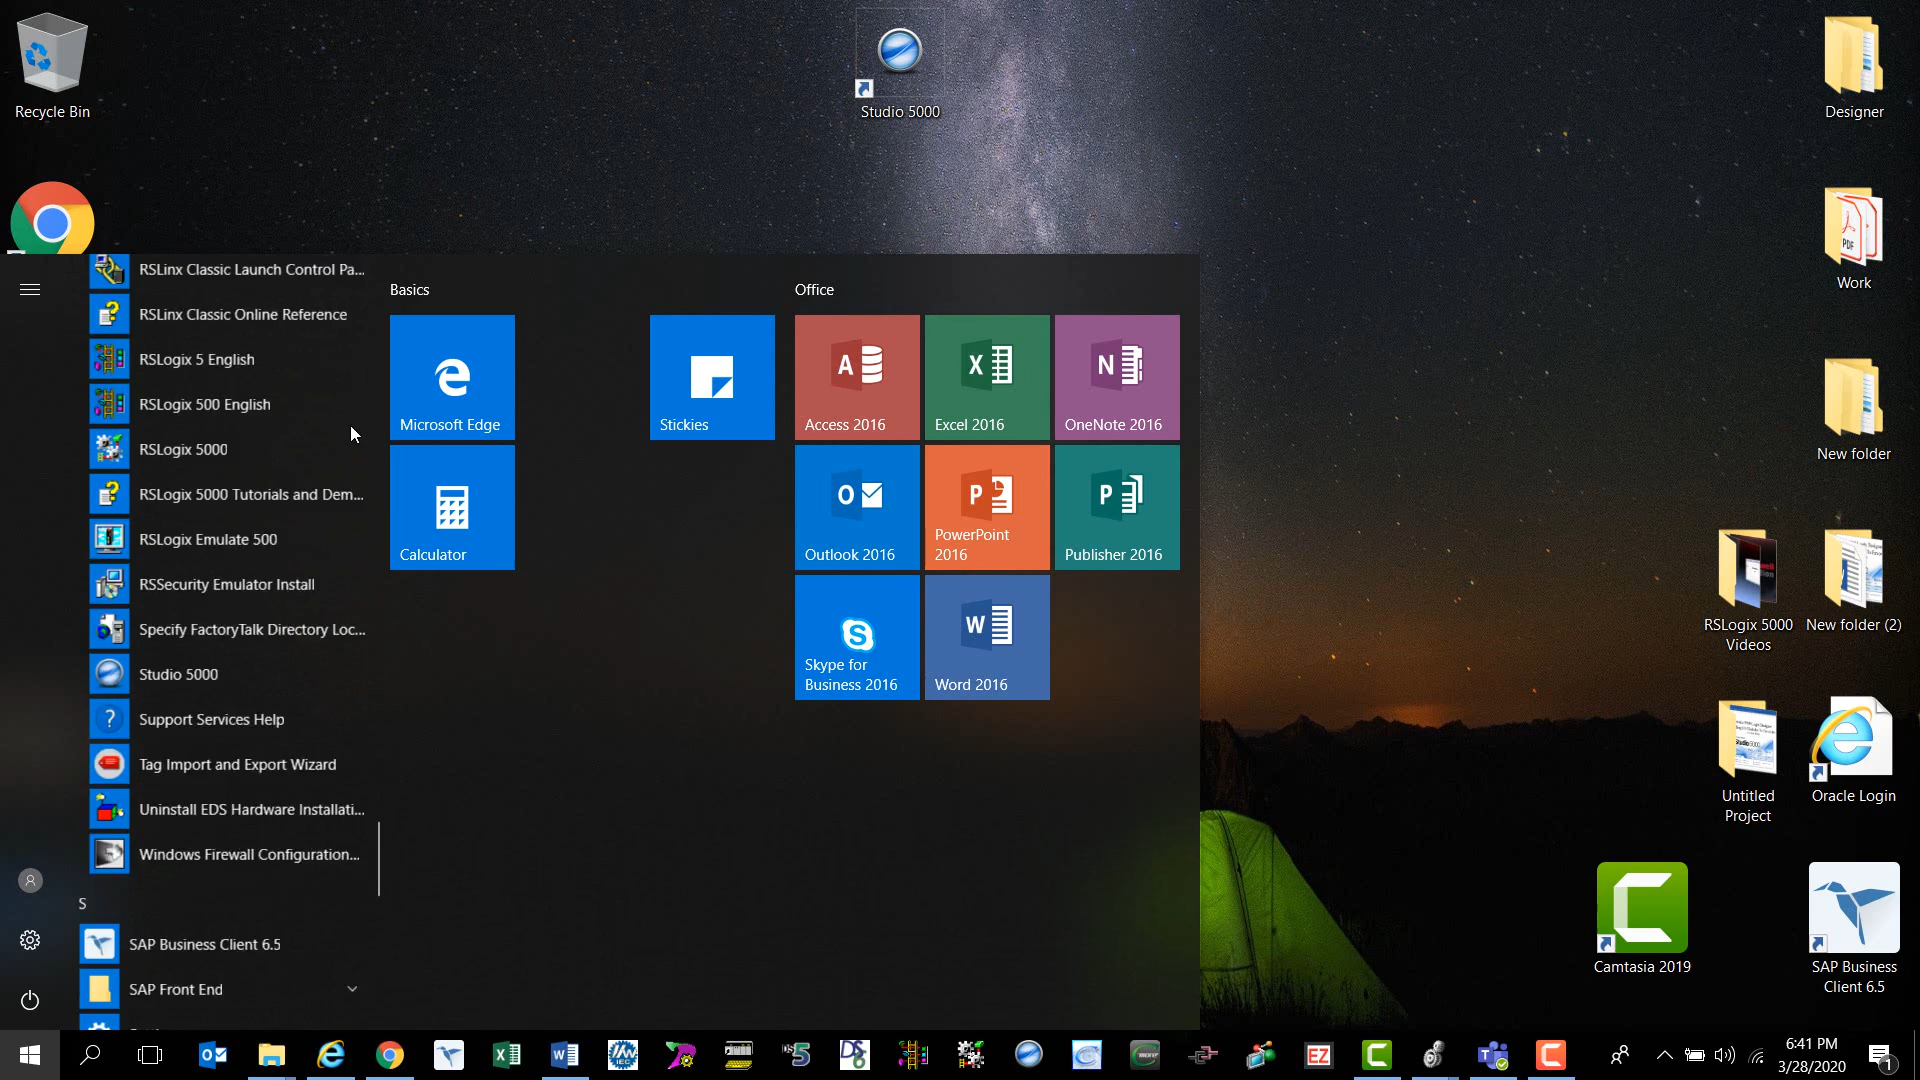 Recycle Bin
Studio 5000
Designer
Work
New folder
RSLogix 5000
Videos
New folder (2)
Untitled
Project
Oracle Login
Camtasia 2019
SAP Business
Client 6.5
RSLinx Classic Launch Control Pa...
RSLinx Classic Online Reference
RSLogix 5 English
RSLogix 500 English
RSLogix 5000
RSLogix 5000 Tutorials and Dem...
RSLogix Emulate 500
RSSecurity Emulator Install
Specify FactoryTalk Directory Loc...
Studio 5000
Support Services Help
Tag Import and Export Wizard
Uninstall EDS Hardware Installati...
Windows Firewall Configuration...
S
SAP Business Client 6.5
SAP Front End
Basics
Microsoft Edge
Stickies
Calculator
Office
Access 2016
Excel 2016
OneNote 2016
Outlook 2016
PowerPoint
2016
Publisher 2016
Skype for
Business 2016
Word 2016
EZ
6:41 PM
3/28/2020
1